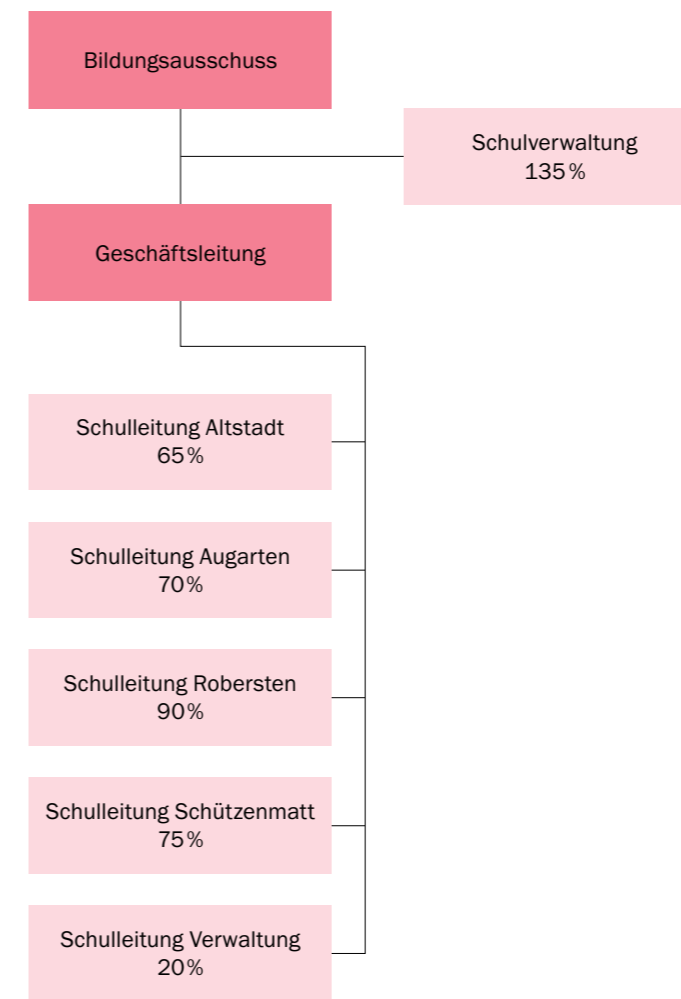 Bildungsausschuss
Schulverwaltung
135%
Geschäftsleitung
Schulleitung Altstadt
65%
Schulleitung Augarten
70%
Schulleitung Robersten
90%
Schulleitung Schützenmatt
75%
Schulleitung Verwaltung
20%